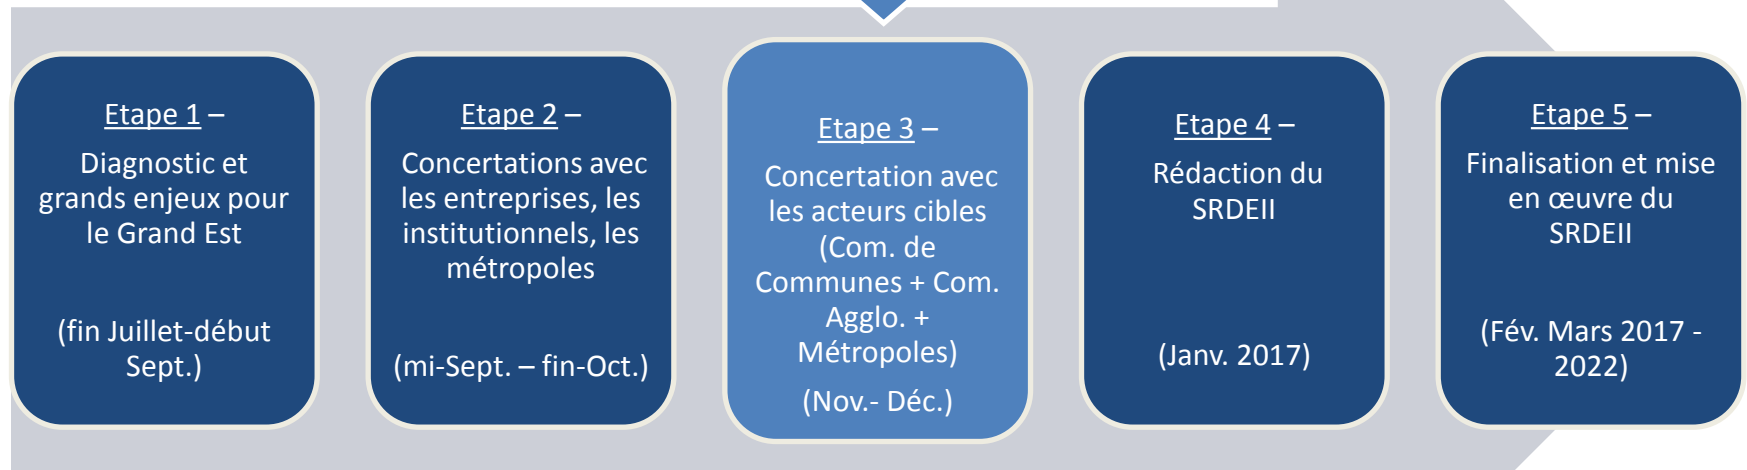 Etape 1 –
Diagnostic et
grands enjeux pour
le Grand Est
(fin Juillet-début
Sept.)
Etape 2 –
Concertations avec
les entreprises, les
institutionnels, les
métropoles
(mi-Sept. – fin-Oct.)
Etape 3 –
Concertation avec
les acteurs cibles
(Com. de
Communes + Com.
Agglo. +
Métropoles)
(Nov.- Déc.)
Etape 4 –
Rédaction du
SRDEII
(Janv. 2017)
Etape 5 –
Finalisation et mise
en œuvre du
SRDEII
(Fév. Mars 2017 -
2022)